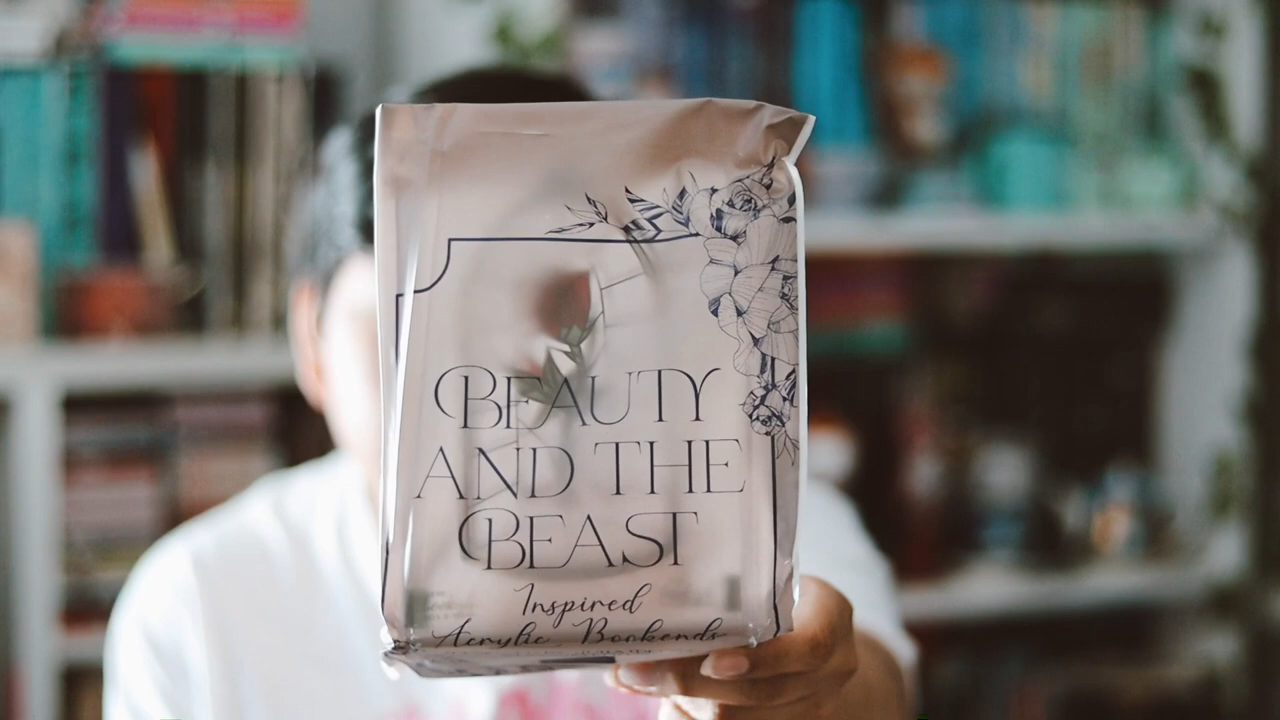 BEAUTY
AND THE
BEAST
Inspired
Acrylic Bookends